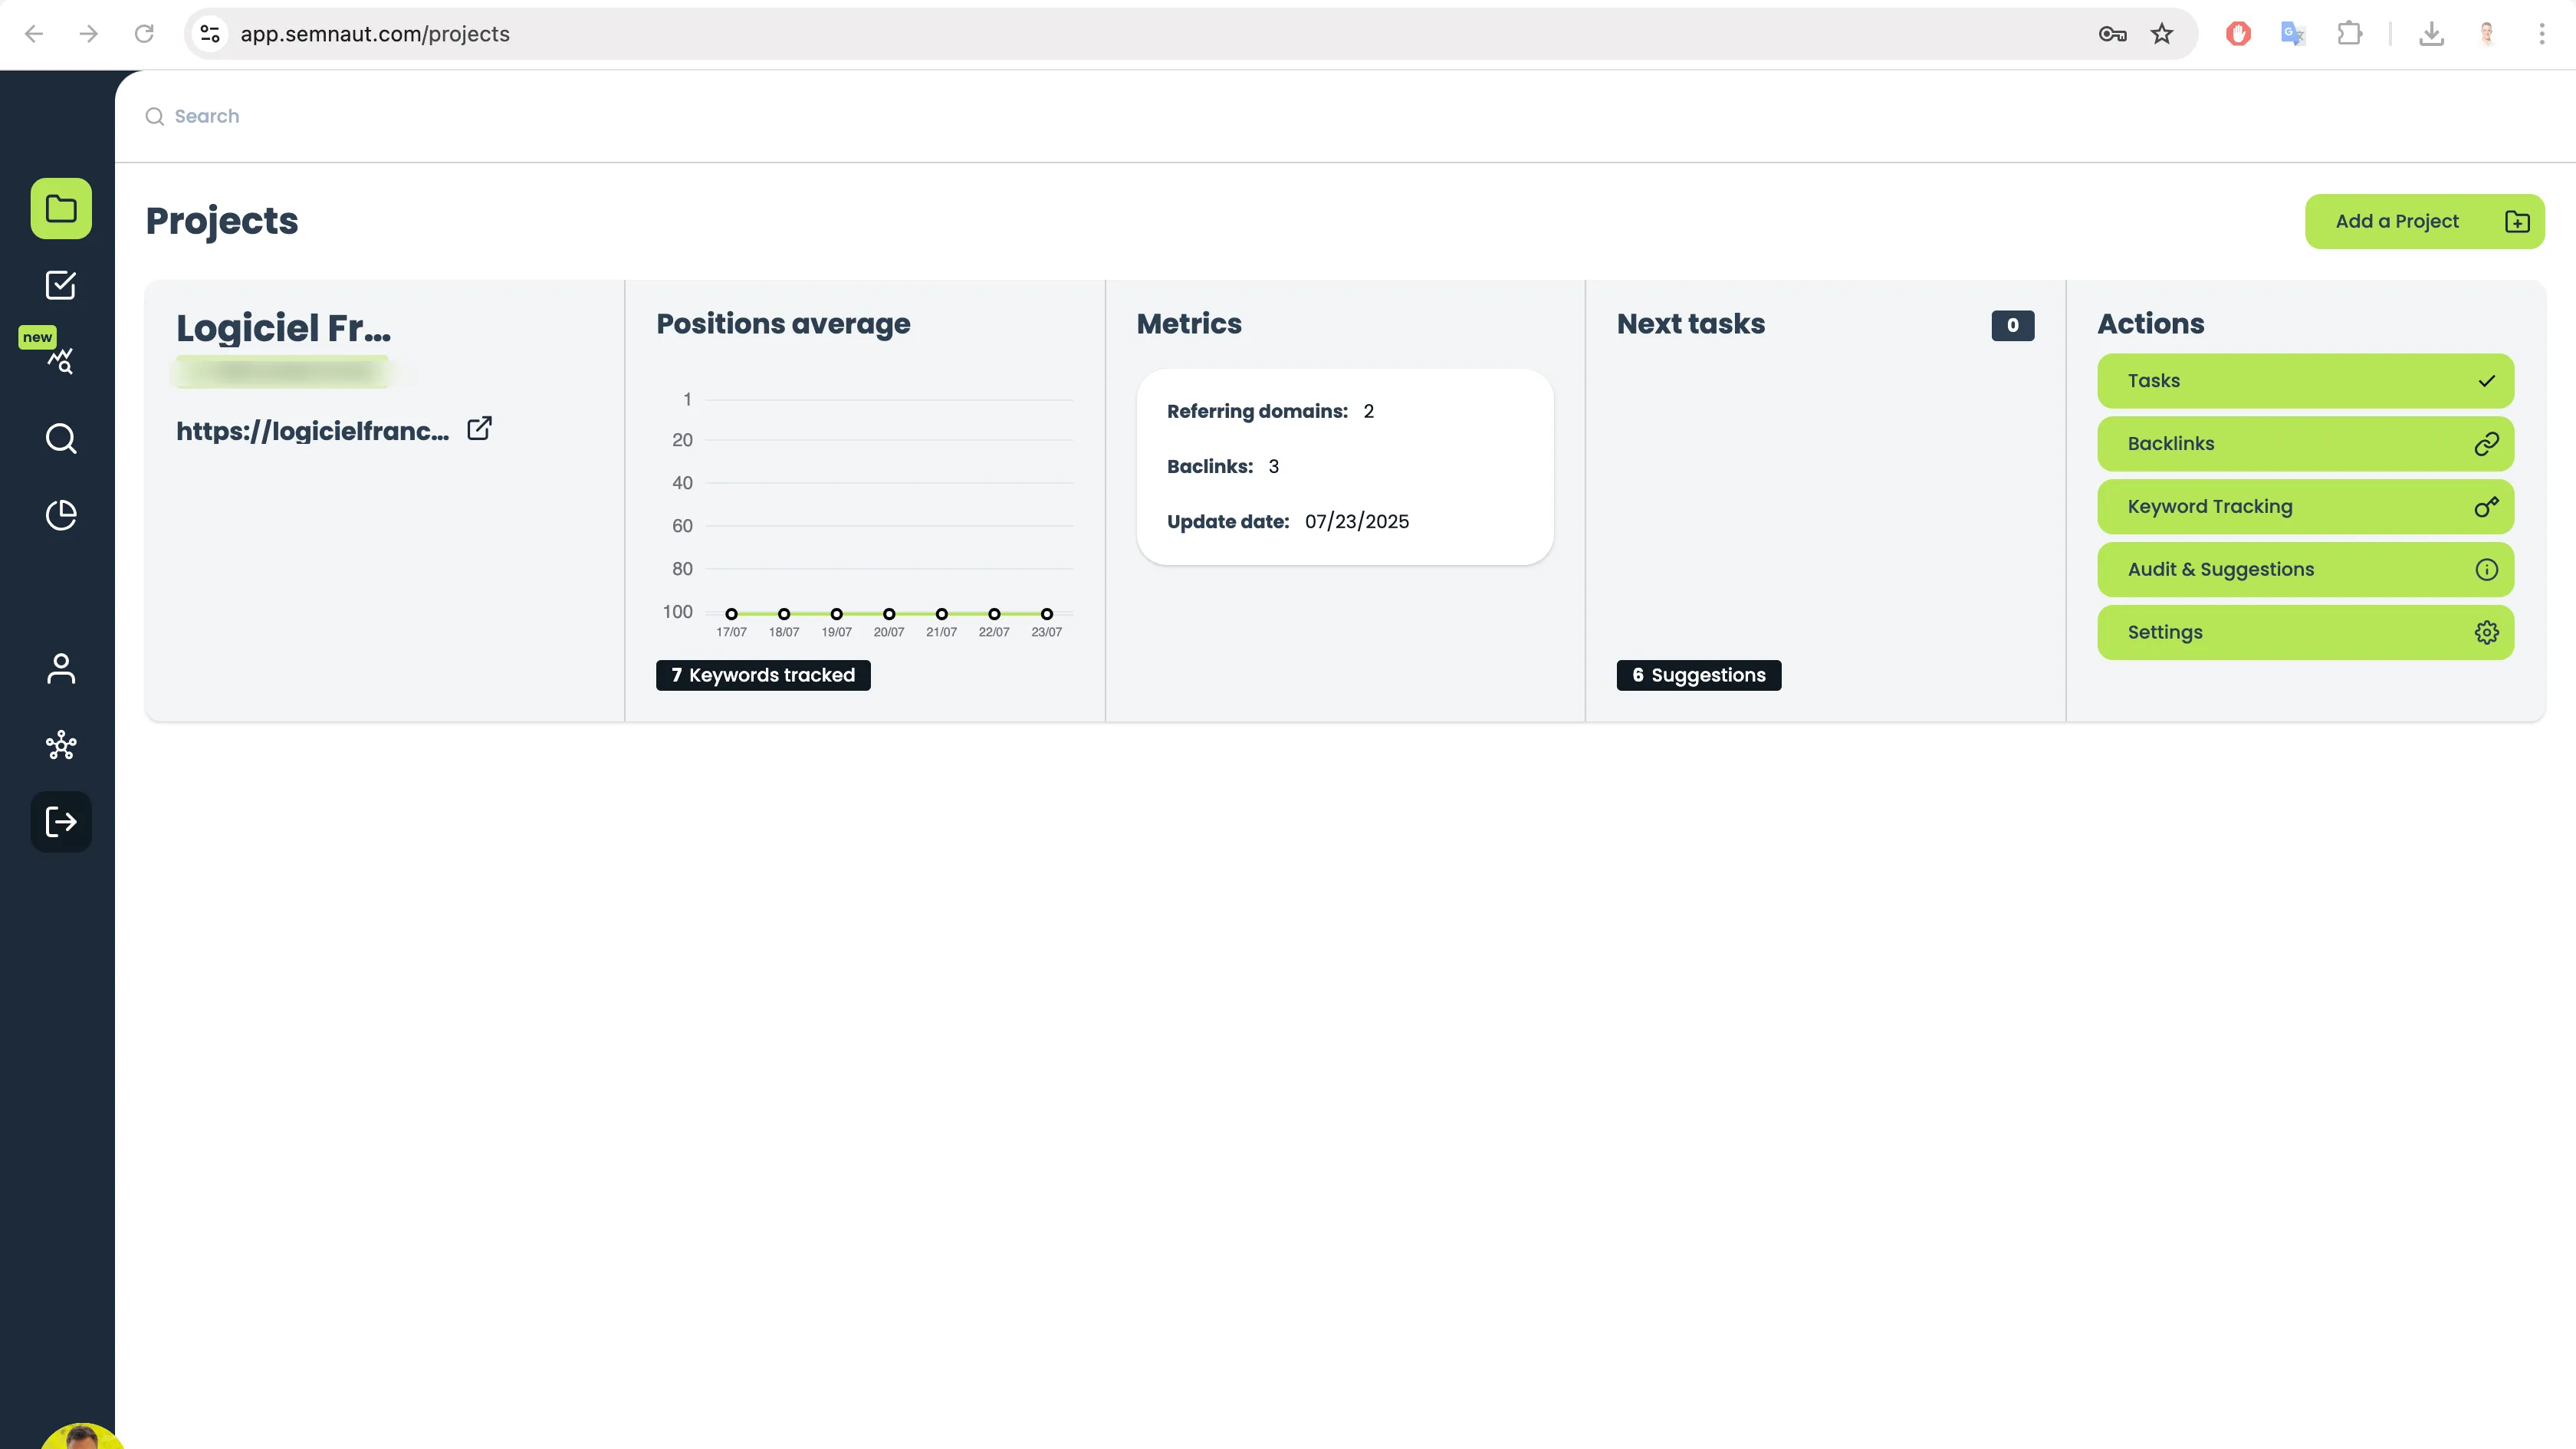 app.semnaut.com/projects
Search
Projects
Add a Project
new
Logiciel Fr...
https://logicielfranc...
Positions average
1
20
40
60
80
100
17/07 18/07 19/07 20/07 21/07 22/07 23/07
7 Keywords tracked
Metrics
Referring domains: 2
Baclinks: 3
Update date: 07/23/2025
Next tasks
0
6 Suggestions
Actions
Tasks
Backlinks
Keyword Tracking
Audit & Suggestions
Settings